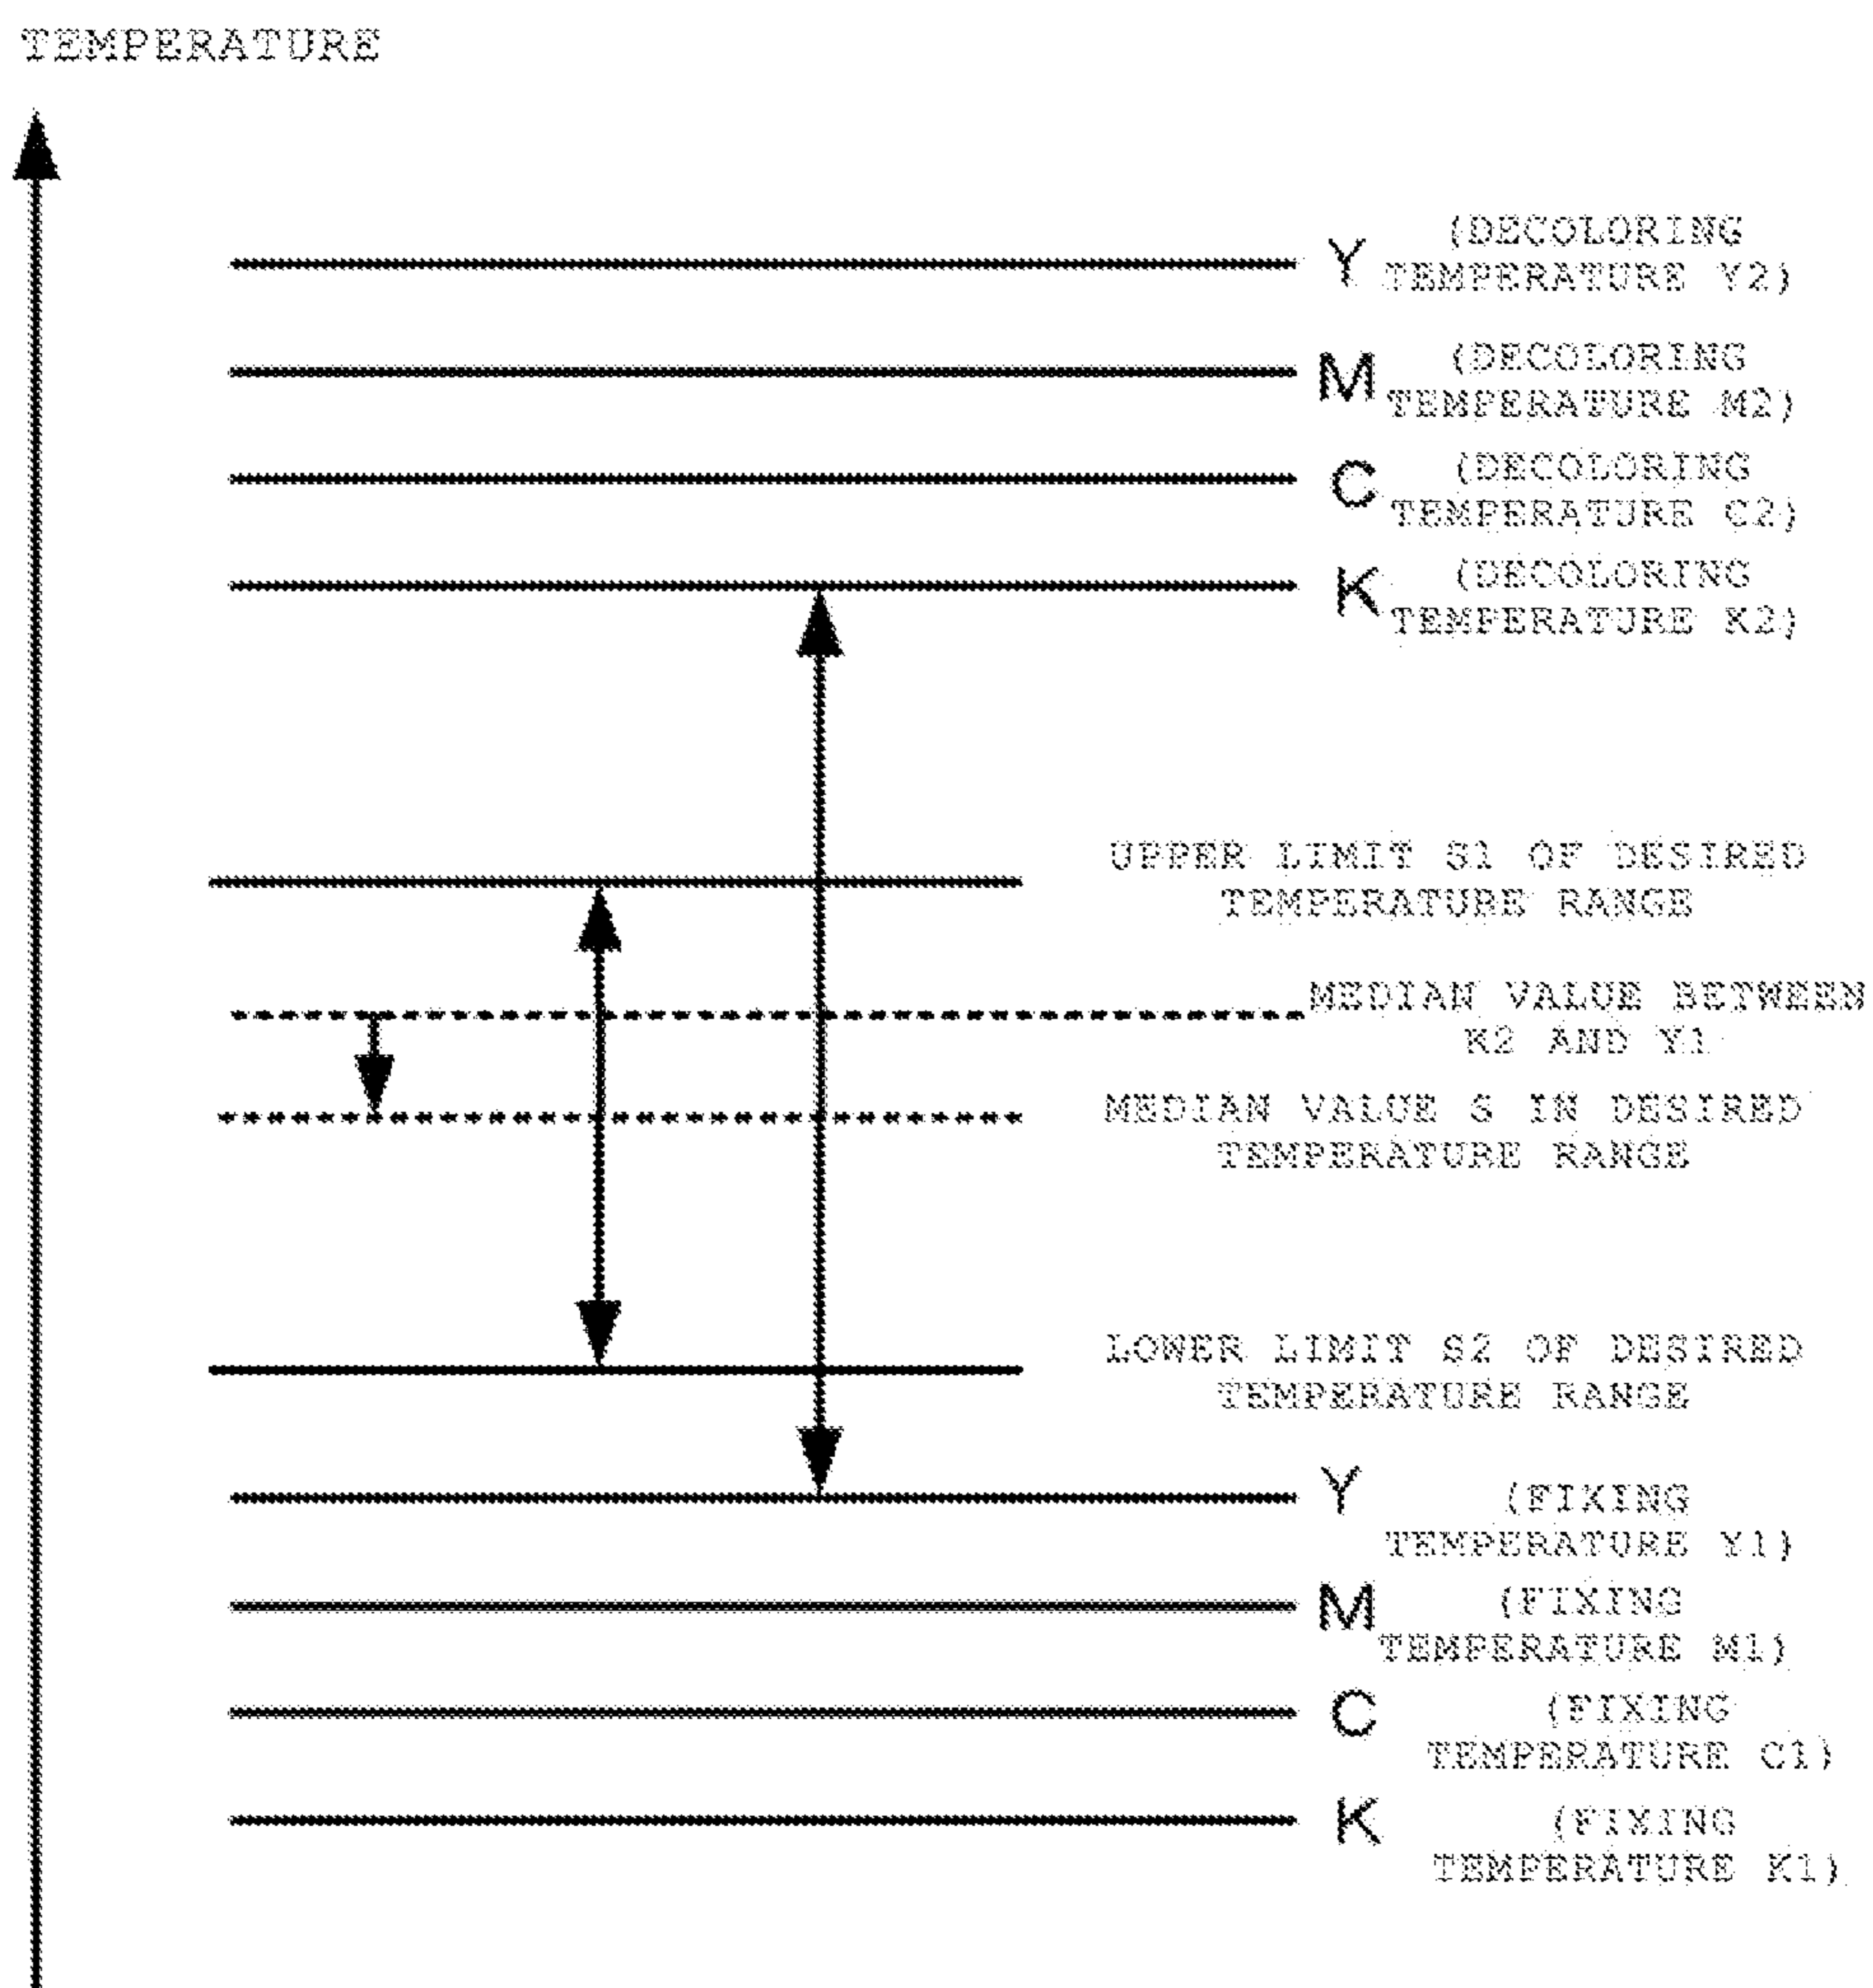 TEMPERATURE
Y (DECOLORING
TEMPERATURE Y2)
M (DECOLORING
TEMPERATURE M2)
C (DECOLORING
TEMPERATURE C2)
K (DECOLORING
TEMPERATURE K2)
UPPER LIMIT S1 OF DESIRED
TEMPERATURE RANGE
MEDIAN VALUE BETWEEN
K2 AND Y1
MEDIAN VALUE S IN DESIRED
TEMPERATURE RANGE
LOWER LIMIT S2 OF DESIRED
TEMPERATURE RANGE
Y (FIXING
TEMPERATURE Y1)
M (FIXING
TEMPERATURE M1)
C (FIXING
TEMPERATURE C1)
K (FIXING
TEMPERATURE K1)